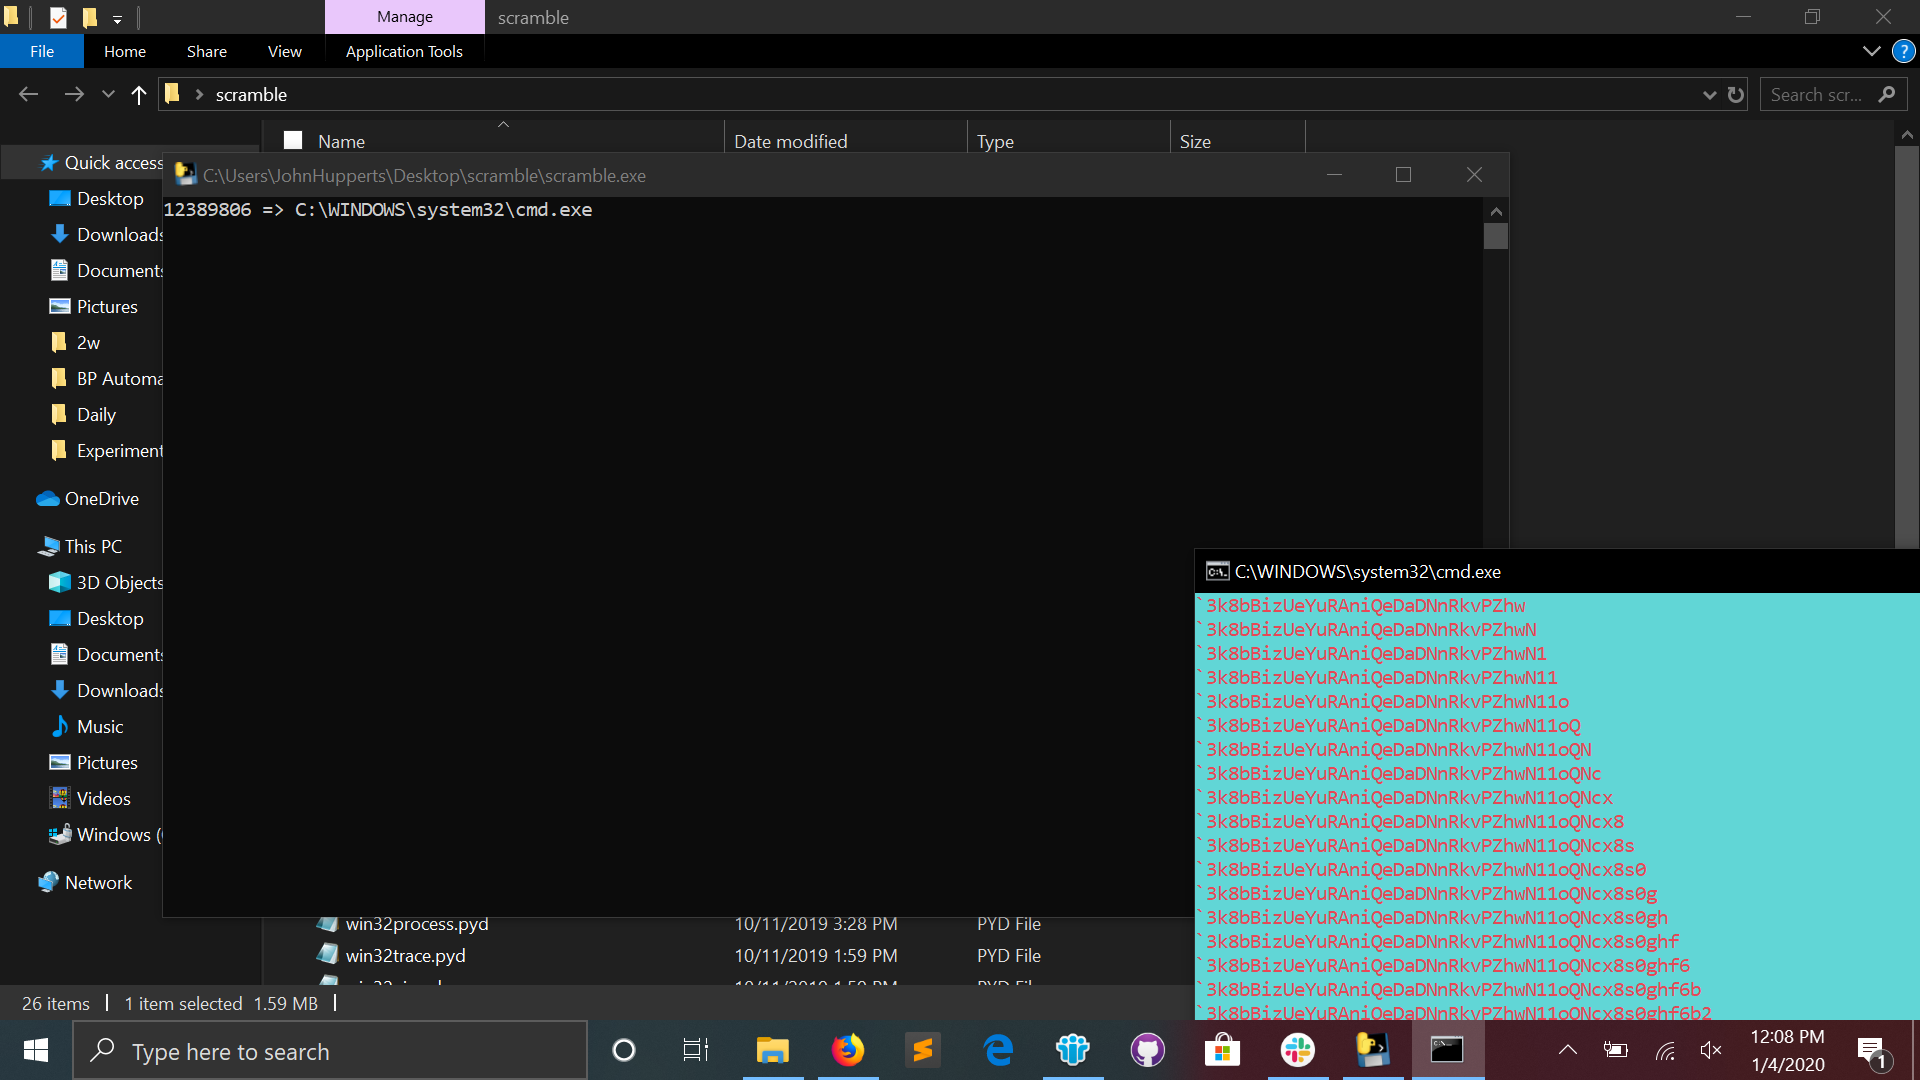 Manage
scramble
File
Home
Share
View
Application Tools
scramble
Search scr...
Name
Date modified
Type
Size
Quick access
Desktop
Downloads
Documents
Pictures
2w
BP Automa
Daily
Experiment
OneDrive
This PC
3D Objects
Desktop
Documents
Downloads
Music
Pictures
Videos
Windows (
Network
C:\Users\JohnHupperts\Desktop\scramble\scramble.exe
12389806 => C:\WINDOWS\system32\cmd.exe
C:\WINDOWS\system32\cmd.exe
`3k8bBizUeYuRAniQeDaDNnRkvPZhw
`3k8bBizUeYuRAniQeDaDNnRkvPZhwN
`3k8bBizUeYuRAniQeDaDNnRkvPZhwN1
`3k8bBizUeYuRAniQeDaDNnRkvPZhwN11
`3k8bBizUeYuRAniQeDaDNnRkvPZhwN11o
`3k8bBizUeYuRAniQeDaDNnRkvPZhwN11oQ
`3k8bBizUeYuRAniQeDaDNnRkvPZhwN11oQN
`3k8bBizUeYuRAniQeDaDNnRkvPZhwN11oQNc
`3k8bBizUeYuRAniQeDaDNnRkvPZhwN11oQNcx
`3k8bBizUeYuRAniQeDaDNnRkvPZhwN11oQNcx8
`3k8bBizUeYuRAniQeDaDNnRkvPZhwN11oQNcx8s
`3k8bBizUeYuRAniQeDaDNnRkvPZhwN11oQNcx8s0
`3k8bBizUeYuRAniQeDaDNnRkvPZhwN11oQNcx8s0g
`3k8bBizUeYuRAniQeDaDNnRkvPZhwN11oQNcx8s0gh
`3k8bBizUeYuRAniQeDaDNnRkvPZhwN11oQNcx8s0ghf
`3k8bBizUeYuRAniQeDaDNnRkvPZhwN11oQNcx8s0ghf6
`3k8bBizUeYuRAniQeDaDNnRkvPZhwN11oQNcx8s0ghf6b
`3k8bBizUeYuRAniQeDaDNnRkvPZhwN11oQNcx8s0ghf6b2
win32process.pyd 10/11/2019 3:28 PM PYD File
win32trace.pyd 10/11/2019 1:59 PM PYD File
26 items 1 item selected 1.59 MB
Type here to search
12:08 PM
1/4/2020
1